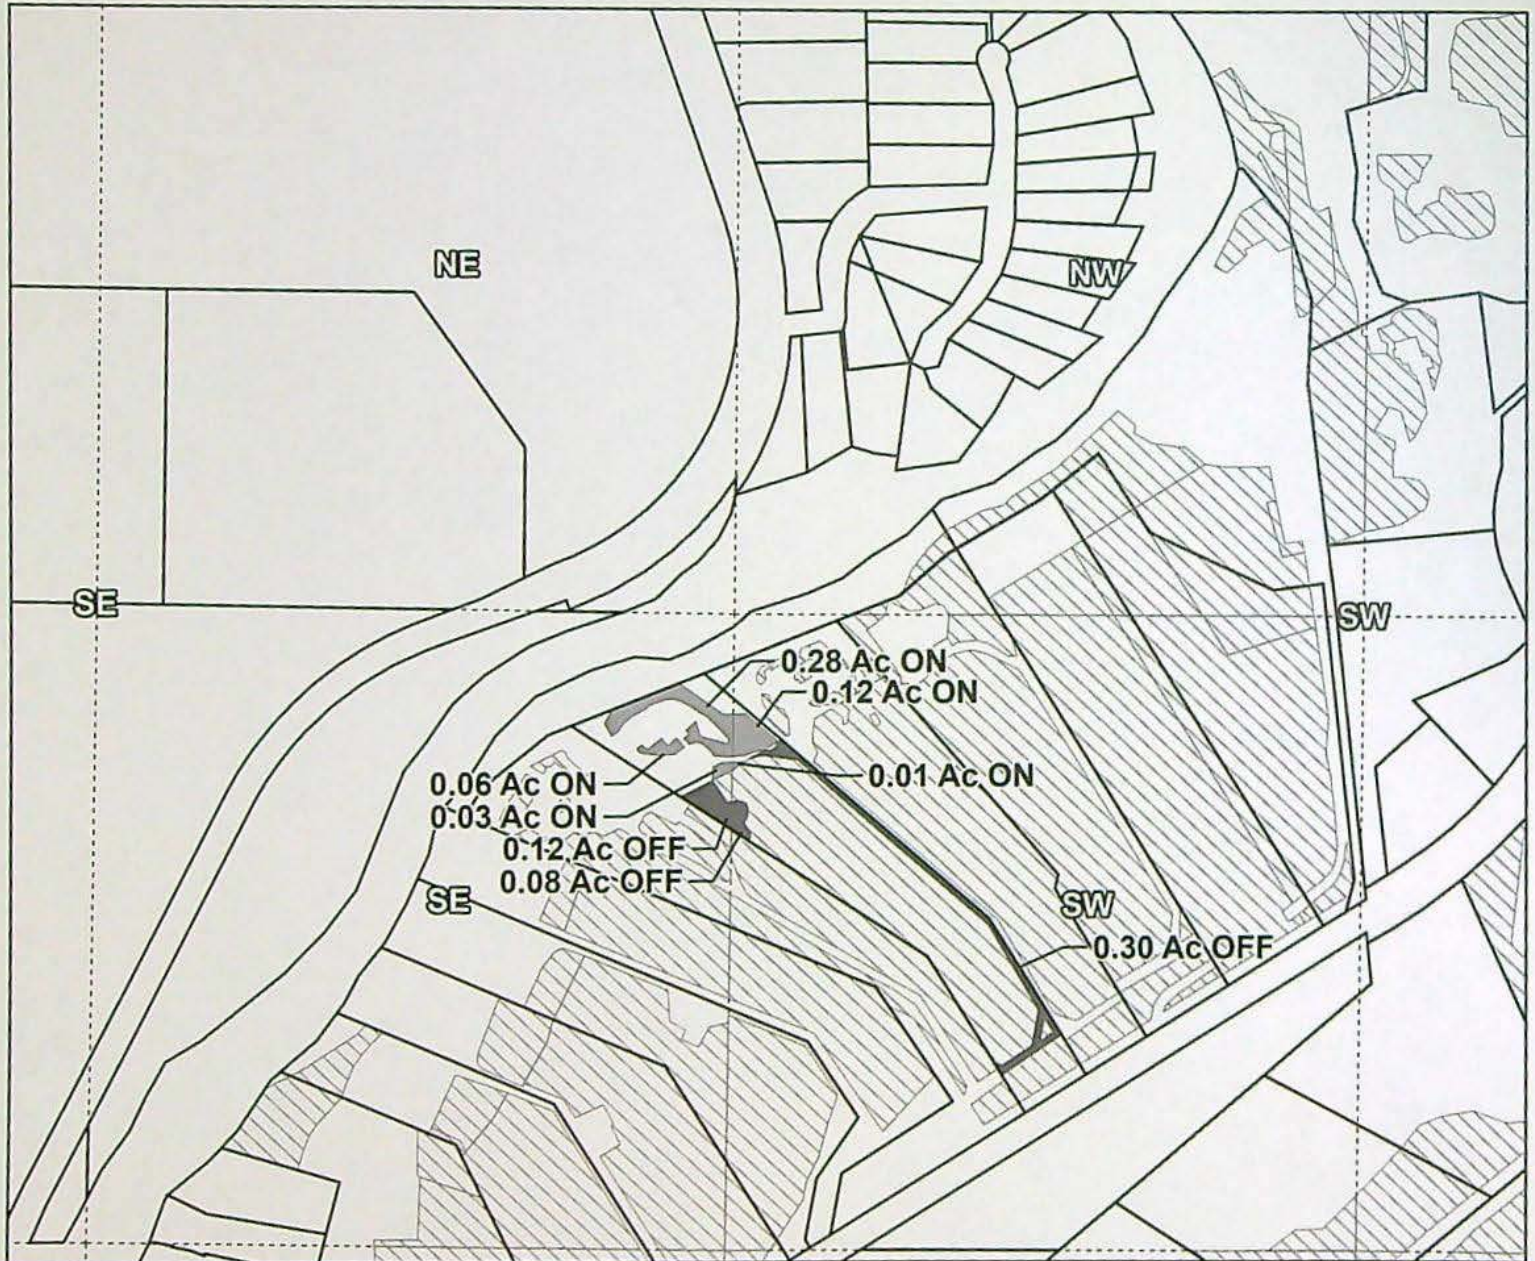 NE
NW
SE
SW
0.28 Ac ON
0.12 Ac ON
0.06 Ac ON
0.01 Ac ON
0.03 Ac ON
0.12 Ac OFF
0.08 Ac OFF
SE
SW
0.30 Ac OFF